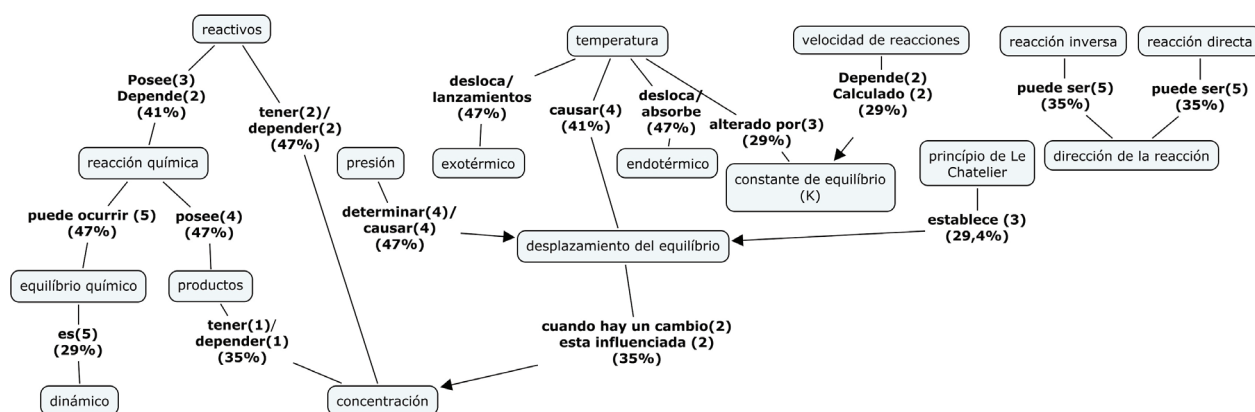 reactivos
temperatura
velocidad de reacciones
reacción inversa
reacción directa
Posee(3)
Depende(2)
(41%)
tener(2)/
depender(2)
(47%)
desloca/
lanzamientos
(47%)
causar(4)
(41%)
desloca/
absorbe
(47%)
alterado por(3)
(29%)
Depende(2)
Calculado (2)
(29%)
puede ser(5)
(35%)
puede ser(5)
(35%)
reacción química
presión
exotérmico
endotérmico
constante de equilíbrio
(K)
princípio de Le
Chatelier
dirección de la reacción
puede ocurrir (5)
(47%)
posee(4)
(47%)
determinar(4)/
causar(4)
(47%)
desplazamiento del equilíbrio
establece (3)
(29,4%)
equilíbrio químico
productos
es(5)
(29%)
tener(1)/
depender(1)
(35%)
cuando hay un cambio(2)
esta influenciada (2)
(35%)
dinámico
concentración